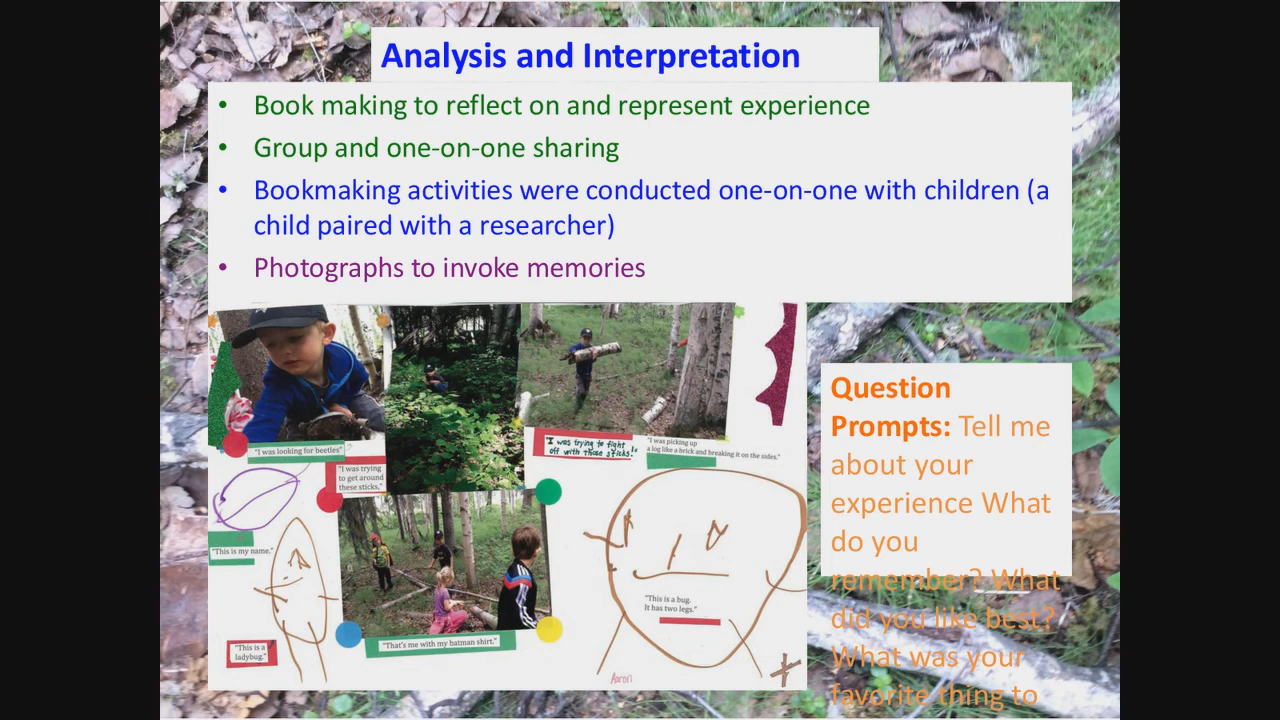 Analysis and Interpretation
• Book making to reflect on and represent experience
• Group and one-on-one sharing
• Bookmaking activities were conducted one-on-one with children (a
child paired with a researcher)
• Photographs to invoke memories
"I was looking for beetles"
"I was trying
to get around
these sticks."
"I was trying to fight
off with those sticks!"
"I was picking up
a log like a brick and breaking it on the sides."
"This is my name."
"This is a
ladybug."
"That's me with my batman shirt."
"This is a bug.
It has two legs."
Aaron
Question
Prompts: Tell me
about your
experience What
do you
remember? What
did you like best?
What was your
favorite thing to